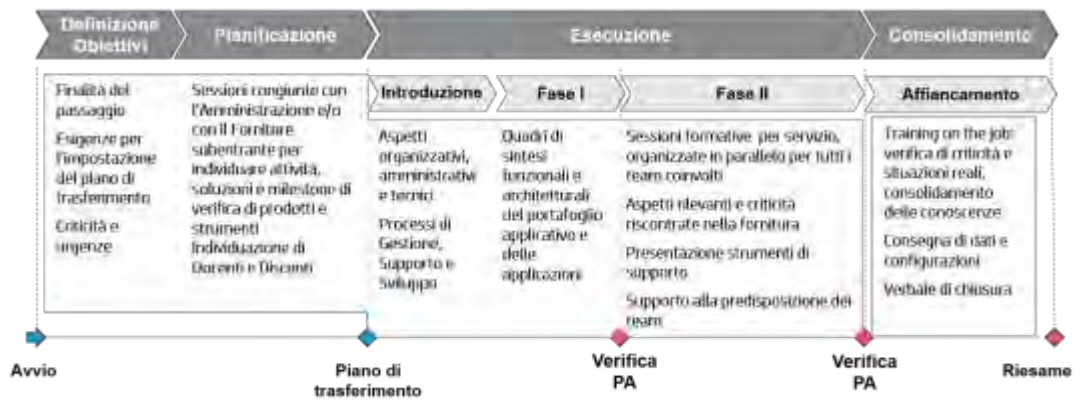 Definizione
Obiettivi
Pianificazione
Esecuzione
Consolidamento
Finalità del
passaggio
Esigenze per
l'impostazione
del piano di
trasferimento
Criticità e
urgenze
Sessioni congiunte con
l'Amministrazione e/o
con il Fornitore
subentrante per
individuare attività,
soluzioni e milestone di
verifica di prodotti e
strumenti
Individuazione di
Docenti e Discenti
Introduzione
Aspetti
organizzativi,
amministrativi
e tecnici
Processi di
Gestione,
Supporto e
Sviluppo
Fase I
Quadri di
sintesi
funzionali e
architetturali
del portafoglio
applicativo e
delle
applicazioni
Fase II
Sessioni formative per servizio,
organizzate in parallelo per tutti i
team coinvolti
Aspetti rilevanti e criticità
riscontrate nella fornitura
Presentazione strumenti di
supporto
Supporto alla predisposizione dei
team
Affiancamento
Training on the job:
verifica di criticità e
situazioni reali,
consolidamento
delle conoscenze
Consegna di dati e
configurazioni
Verbale di chiusura
Avvio
Piano di
trasferimento
Verifica
PA
Verifica
PA
Riesame